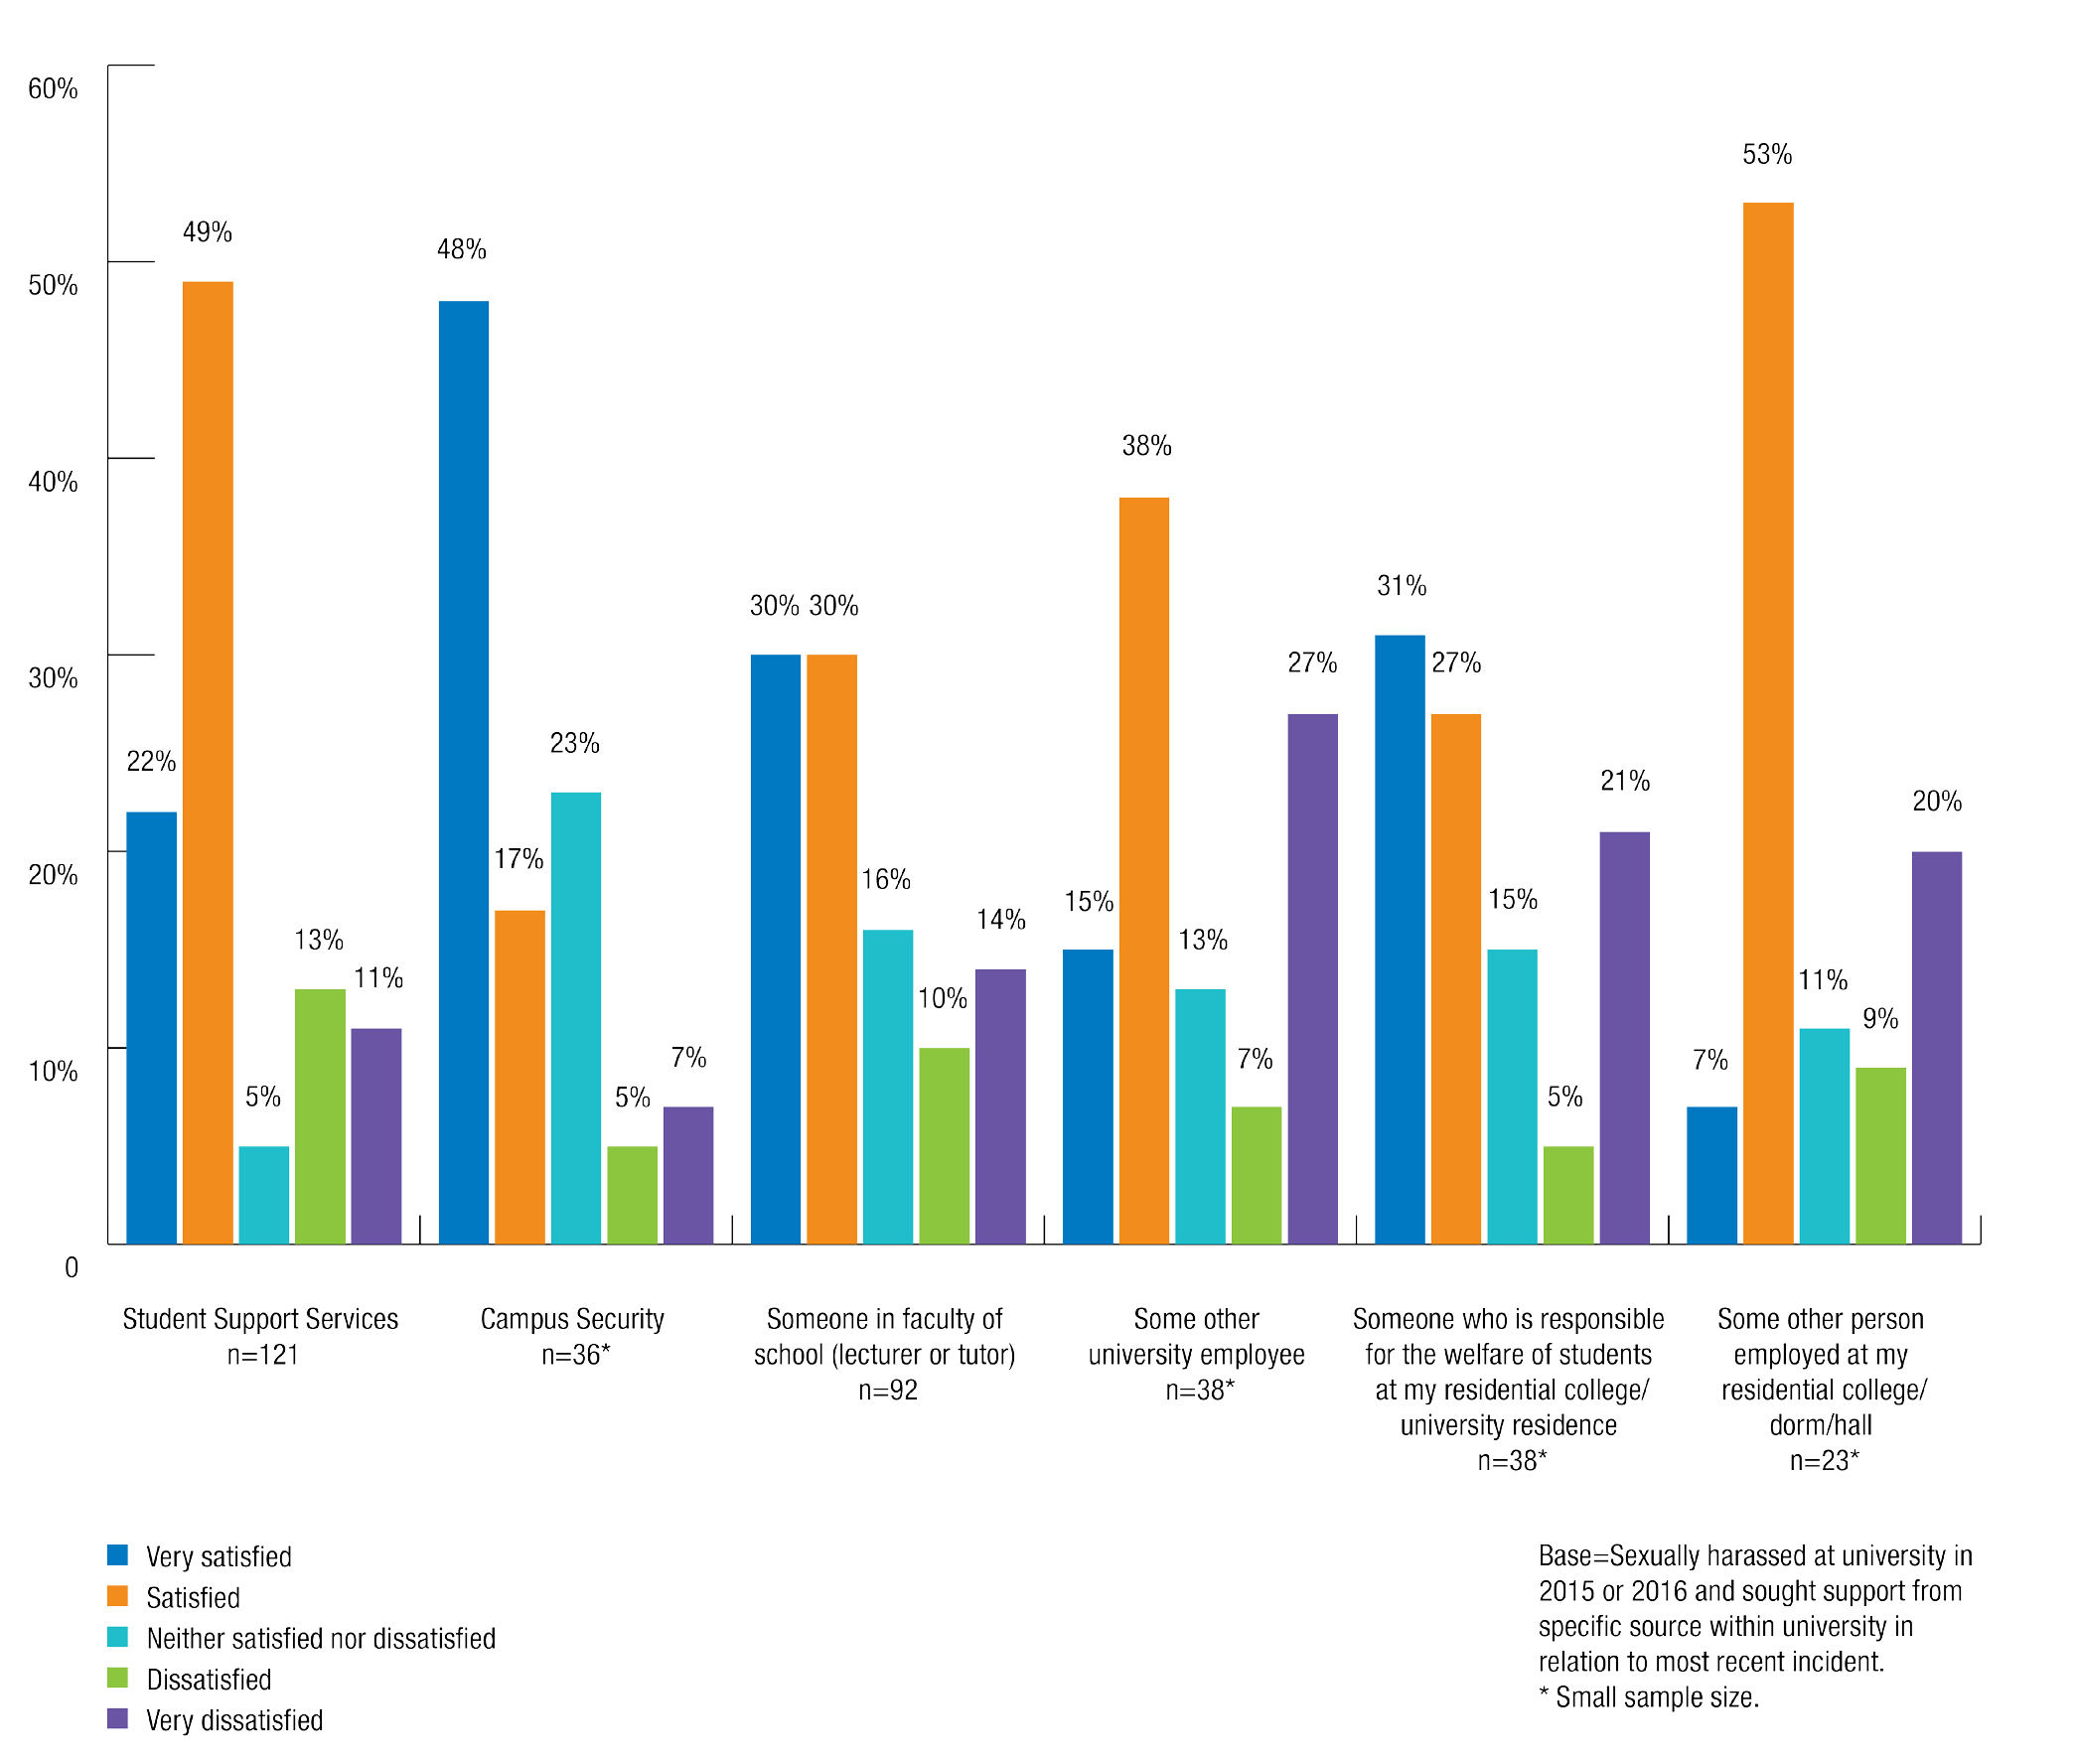 60%
50%
40%
30%
20%
10%
0
22%
49%
5%
13%
11%
48%
17%
23%
5%
7%
30%
30%
16%
10%
14%
15%
38%
13%
7%
27%
31%
27%
15%
5%
21%
7%
53%
11%
9%
20%
Student Support Services
n=121
Campus Security
n=36*
Someone in faculty of
school (lecturer or tutor)
n=92
Some other
university employee
n=38*
Someone who is responsible
for the welfare of students
at my residential college/
university residence
n=38*
Some other person
employed at my
residential college/
dorm/hall
n=23*
Very satisfied
Satisfied
Neither satisfied nor dissatisfied
Dissatisfied
Very dissatisfied
Base=Sexually harassed at university in
2015 or 2016 and sought support from
specific source within university in
relation to most recent incident.
* Small sample size.